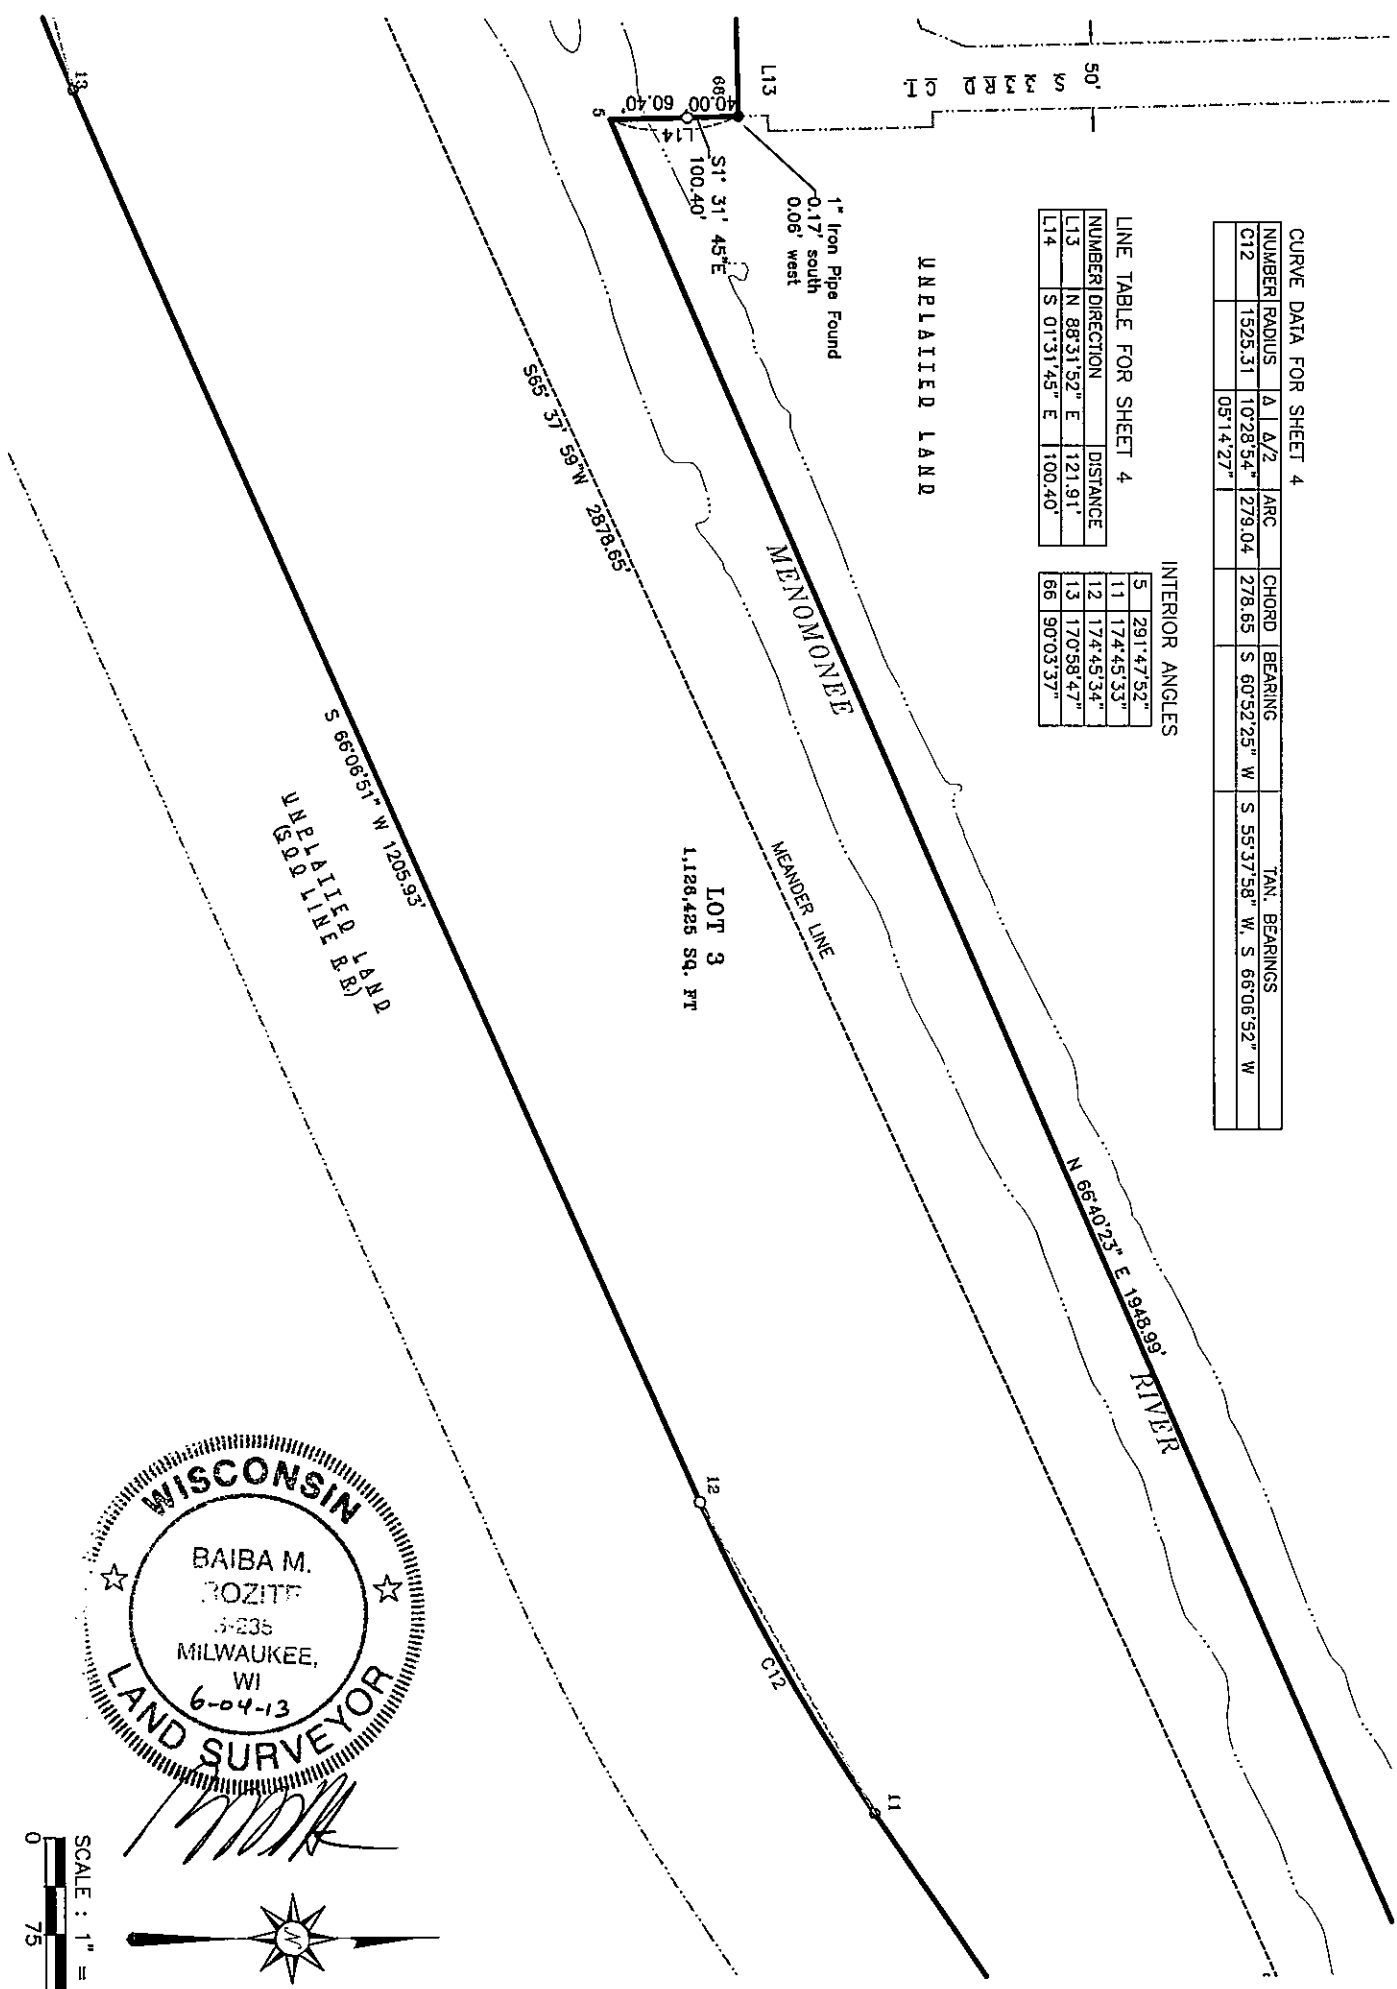 CURVE DATA FOR SHEET 4
NUMBER RADIUS Δ | Δ/2 ARC CHORD BEARING TAN. BEARINGS
C12 1525.31 10°28'54" 279.04 278.65 S 60°52'25" W S 55°37'58" W, S 66°06'52" W
05°14'27"
LINE TABLE FOR SHEET 4
NUMBER DIRECTION DISTANCE
L13 N 88°31'52" E 121.91'
L14 S 01°31'45" E 100.40'
INTERIOR ANGLES
5 291°47'52"
11 174°45'33"
12 174°45'34"
13 170°58'47"
66 90°03'37"
50'
S 33RD CT.
UNPLATTED LAND
L13
66
40.00
60.40'
L14
5
1" Iron Pipe Found
0.17' south
0.06' west
S1° 31' 45"E
100.40'
MENOMONEE
RIVER
N 66°40'23" E 1948.99'
S65° 37' 59"W 2878.65'
MEANDER LINE
LOT 3
1,126,425 SQ. FT
13
S 66°06'51" W 1205.93'
UNPLATTED LAND
(SOO LINE R.R.)
12
C12
11
WISCONSIN
BAIBA M.
ROZITE
S-235
MILWAUKEE,
WI
6-04-13
LAND SURVEYOR
N
SCALE : 1" =
0 75